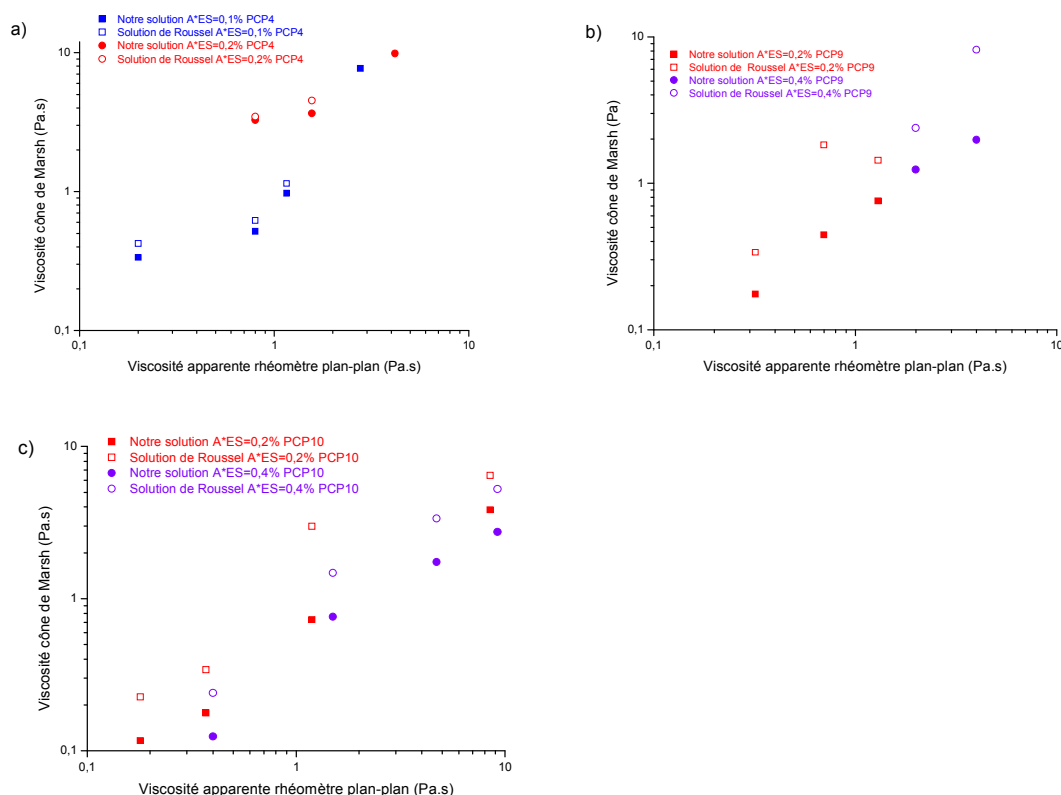 a)
Notre solution A*ES=0,1% PCP4
Solution de Roussel A*ES=0,1% PCP4
Notre solution A*ES=0,2% PCP4
Solution de Roussel A*ES=0,2% PCP4
10
1
0,1
0,1
1
10
Viscosité cône de Marsh (Pa.s)
Viscosité apparente rhéomètre plan-plan (Pa.s)
b)
Notre solution A*ES=0,2% PCP9
Solution de Roussel A*ES=0,2% PCP9
Notre solution A*ES=0,4% PCP9
Solution de Roussel A*ES=0,4% PCP9
10
1
0,1
0,1
1
10
Viscosité cône de Marsh (Pa)
Viscosité apparente rhéomètre plan-plan (Pa.s)
c)
Notre solution A*ES=0,2% PCP10
Solution de Roussel A*ES=0,2% PCP10
Notre solution A*ES=0,4% PCP10
Solution de Roussel A*ES=0,4% PCP10
10
1
0,1
0,1
1
10
Viscosité cône de Marsh (Pa.s)
Viscosité apparente rhéomètre plan-plan (Pa.s)